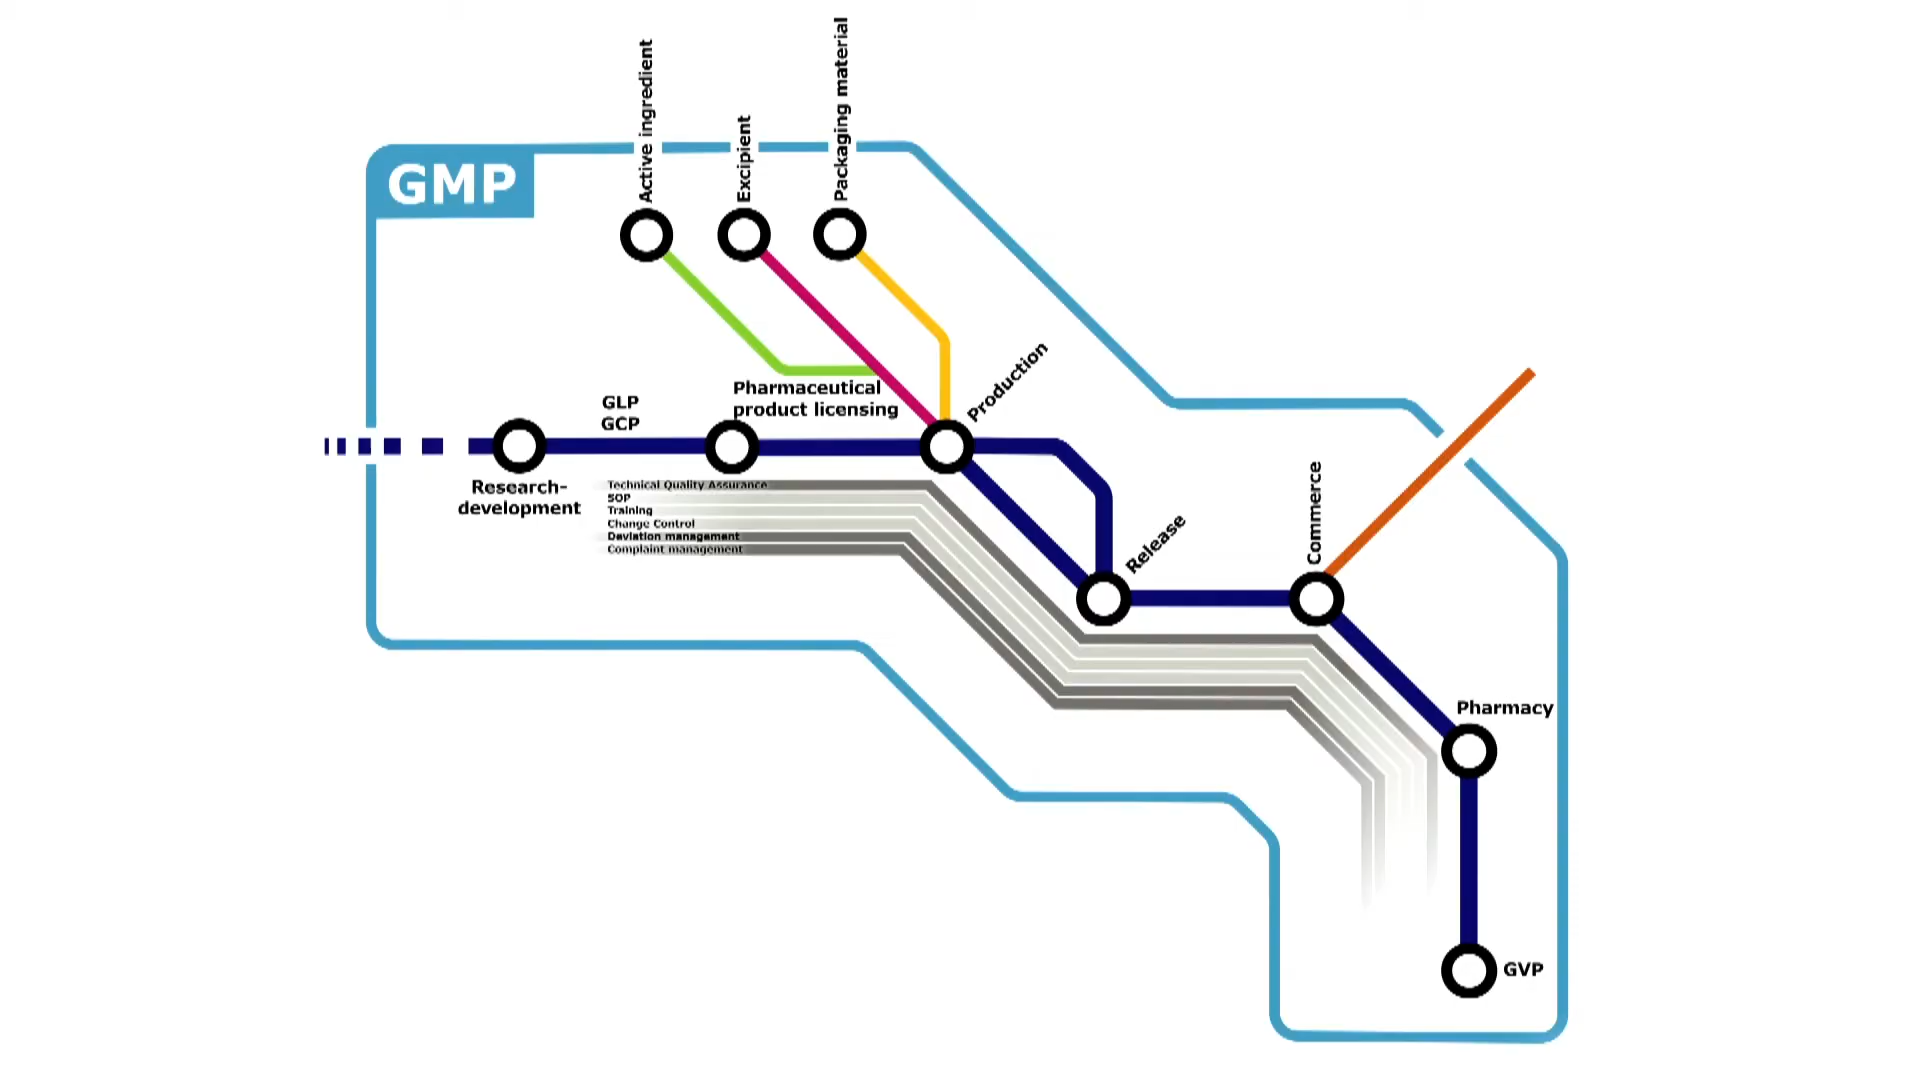 Active ingredient
Excipient
Packaging material
GMP
Production
Pharmaceutical
product licensing
GLP
GCP
Research-
development
Technical Quality Assurance
SOP
Training
Change Control
Deviation management
Complaint management
Release
Commerce
Pharmacy
GVP